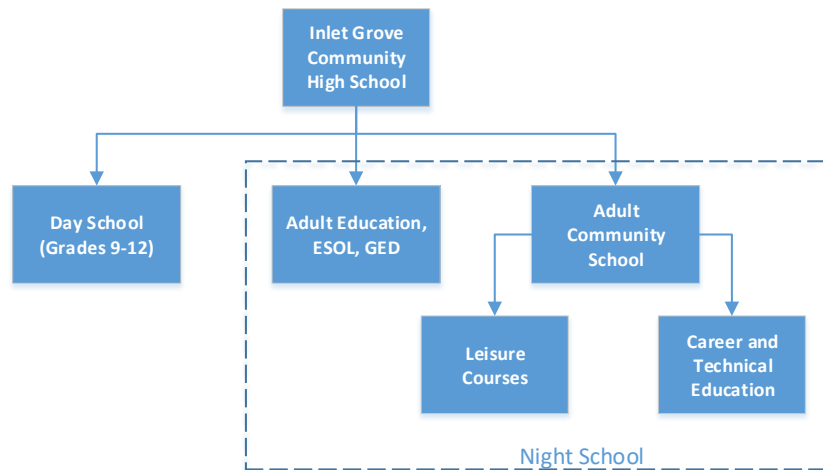 Inlet Grove
Community
High School
Day School
(Grades 9-12)
Adult Education,
ESOL, GED
Adult
Community
School
Leisure
Courses
Career and
Technical
Education
Night School